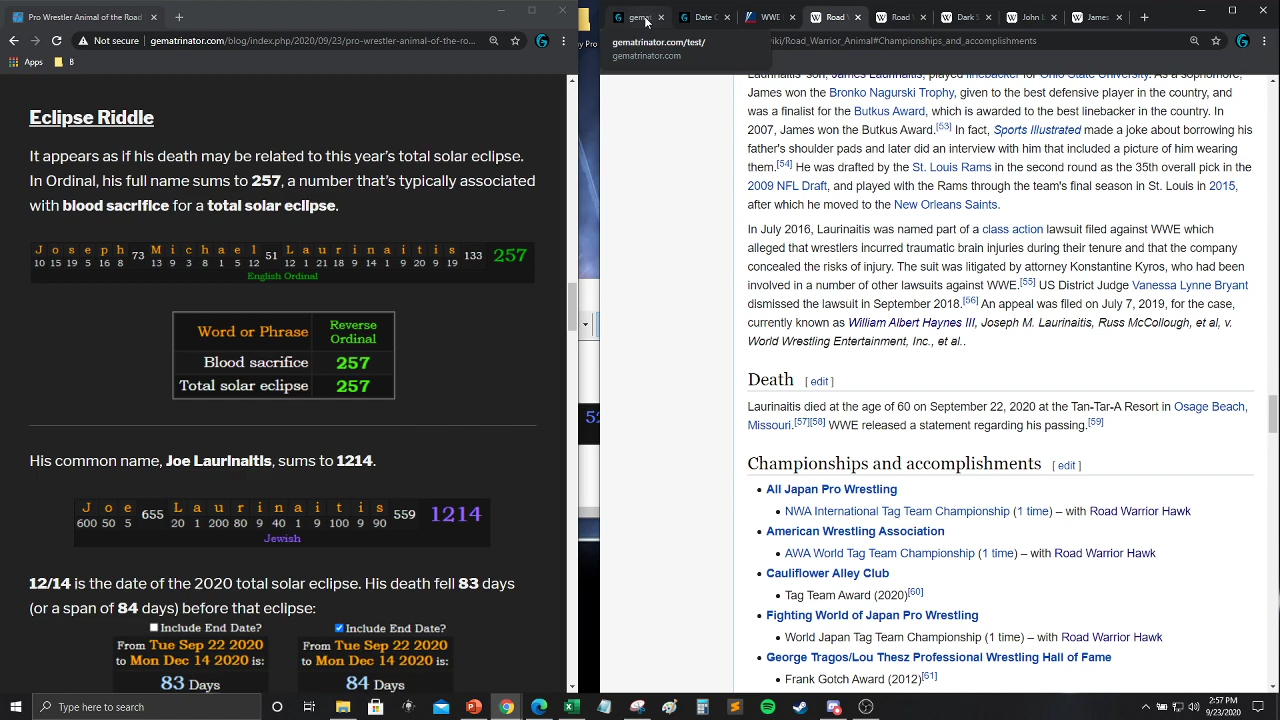 Pro Wrestler Animal of the Road
Not secure
gematrinator.com/blog/index.php/2020/09/23/pro-wrestler-animal-of-the-ro...
Apps
B
Eclipse Riddle
It appears as if his death may be related to this year's total solar eclipse.
In Ordinal, his full name sums to 257, a number that's typically associated
with blood sacrifice for a total solar eclipse.
J o s e p h 73 M i c h a e l 51 L a u r i n a i t i s 133 257
10 15 19 5 16 8 13 9 3 8 1 5 12 12 1 21 18 9 14 1 9 20 9 19
English Ordinal
Word or Phrase Reverse Ordinal
Blood sacrifice 257
Total solar eclipse 257
His common name, Joe Laurinaitis, sums to 1214.
J o e 655 L a u r i n a i t i s 559 1214
600 50 5 20 1 200 80 9 40 1 9 100 9 90
Jewish
12/14 is the date of the 2020 total solar eclipse. His death fell 83 days
(or a span of 84 days) before that eclipse:
Include End Date?
From Tue Sep 22 2020
to Mon Dec 14 2020 is:
83 Days
Include End Date?
From Tue Sep 22 2020
to Mon Dec 14 2020 is:
84 Days
Date C
WWE
Road
Road
Dark S
John L
James
gematrinator.com/test/
gematrinator.com
iki/Road_Warrior_Animal#Championships_and_accomplishments
Laurinaitis' son, James Laurinaitis, played linebacker for Ohio State University. As a sophomore,
James won the Bronko Nagurski Trophy, given to the best defensive player in the country, and
was a finalist for the Butkus Award, which is awarded to the best linebacker in the country. In
2007, James won the Butkus Award.[53] In fact, Sports Illustrated made a joke about borrowing his
father's shoulder pads and later did an interview with him that included a picture of him wearing
them.[54] He was drafted by the St. Louis Rams in the second round as the 35th overall pick in the
2009 NFL Draft, and played with the Rams through the team's final season in St. Louis in 2015,
after which he moved to the New Orleans Saints.
In July 2016, Laurinaitis was named part of a class action lawsuit filed against WWE which
alleged that wrestlers incurred traumatic brain injuries during their tenure and that the company
concealed the risks of injury. The suit was litigated by attorney Konstantine Kyros, who had been
involved in a number of other lawsuits against WWE.[55] US District Judge Vanessa Lynne Bryant
dismissed the lawsuit in September 2018.[56] An appeal was filed on July 7, 2019, for the case,
currently known as William Albert Haynes III, Joseph M. Laurinaitis, Russ McCollough, et al, v.
World Wrestling Entertainment, Inc., et al..
Death [ edit ]
Laurinaitis died at the age of 60 on September 22, 2020 at the Tan-Tar-A Resort in Osage Beach,
Missouri.[57][58] WWE released a statement regarding his passing.[59]
Championships and accomplishments [ edit ]
All Japan Pro Wrestling
NWA International Tag Team Championship (1 time) – with Road Warrior Hawk
American Wrestling Association
AWA World Tag Team Championship (1 time) – with Road Warrior Hawk
Cauliflower Alley Club
Tag Team Award (2020)[60]
Fighting World of Japan Pro Wrestling
World Japan Tag Team Championship (1 time) – with Road Warrior Hawk
George Tragos/Lou Thesz Professional Wrestling Hall of Fame
Frank Gotch Award (2012)[61]
Type here to search
2:57 PM
9/23/2020